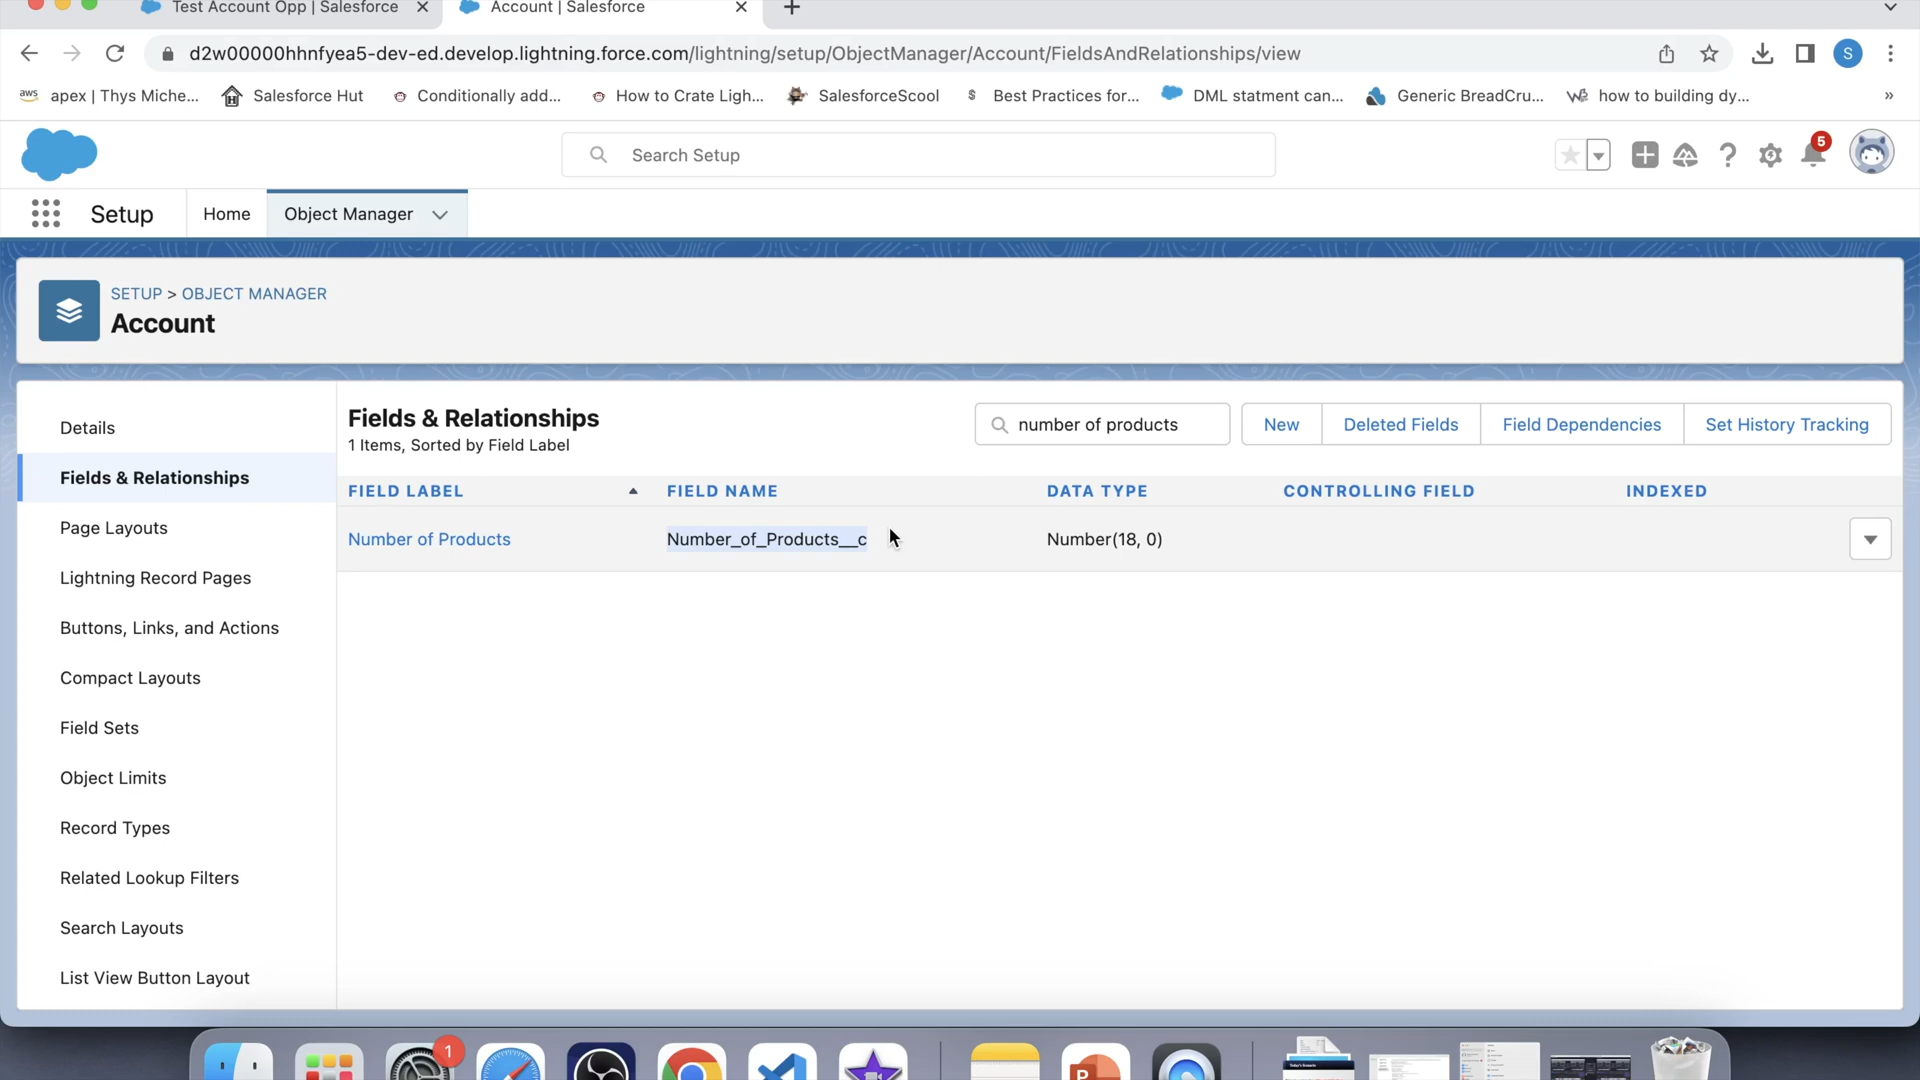 Test Account Opp | Salesforce
Account | Salesforce
d2w00000hhnfyea5-dev-ed.develop.lightning.force.com/lightning/setup/ObjectManager/Account/FieldsAndRelationships/view
S
aws apex | Thys Miche...
Salesforce Hut
Conditionally add...
How to Crate Ligh...
SalesforceScool
Best Practices for...
DML statment can...
Generic BreadCru...
how to building dy...
»
Search Setup
5
Setup
Home
Object Manager
SETUP > OBJECT MANAGER
Account
Details
Fields & Relationships
Page Layouts
Lightning Record Pages
Buttons, Links, and Actions
Compact Layouts
Field Sets
Object Limits
Record Types
Related Lookup Filters
Search Layouts
List View Button Layout
Fields & Relationships
1 Items, Sorted by Field Label
number of products
New
Deleted Fields
Field Dependencies
Set History Tracking
FIELD LABEL FIELD NAME DATA TYPE CONTROLLING FIELD INDEXED
Number of Products Number_of_Products__c Number(18, 0)
1
P